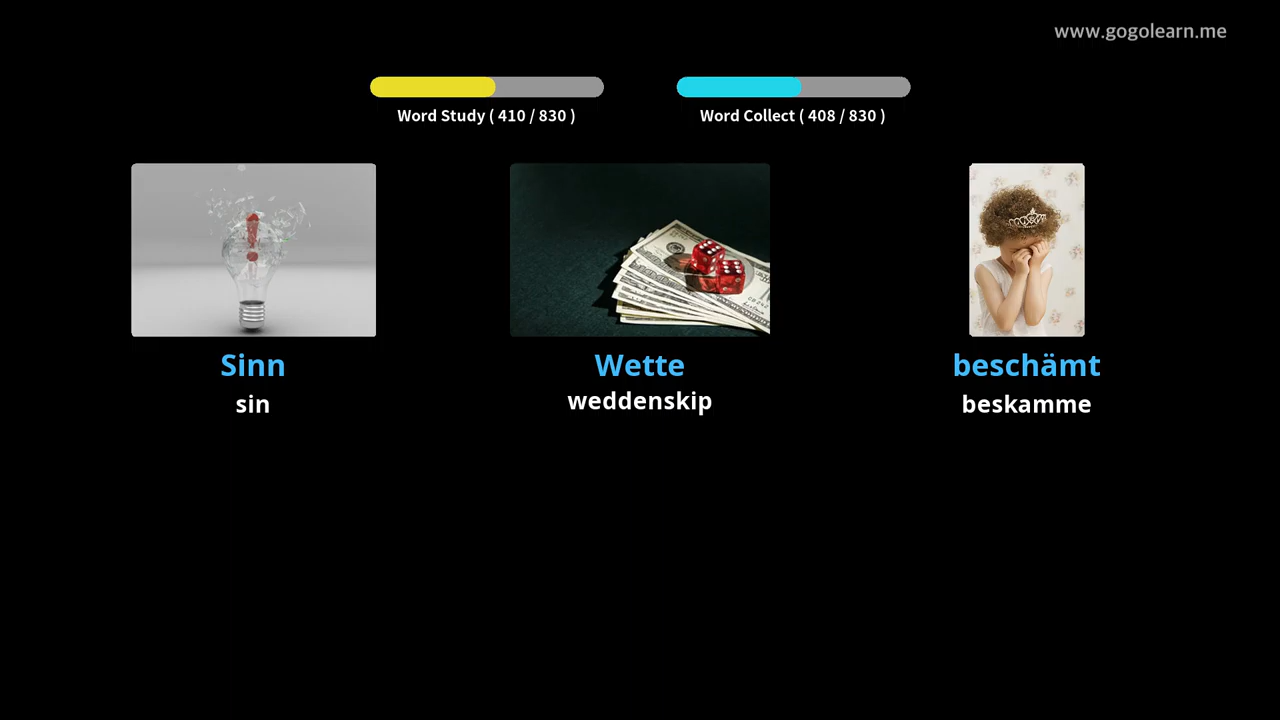 www.gogolearn.me
Word Study ( 410 / 830 )
Word Collect ( 408 / 830 )
Sinn
sin
Wette
weddenskip
beschämt
beskamme